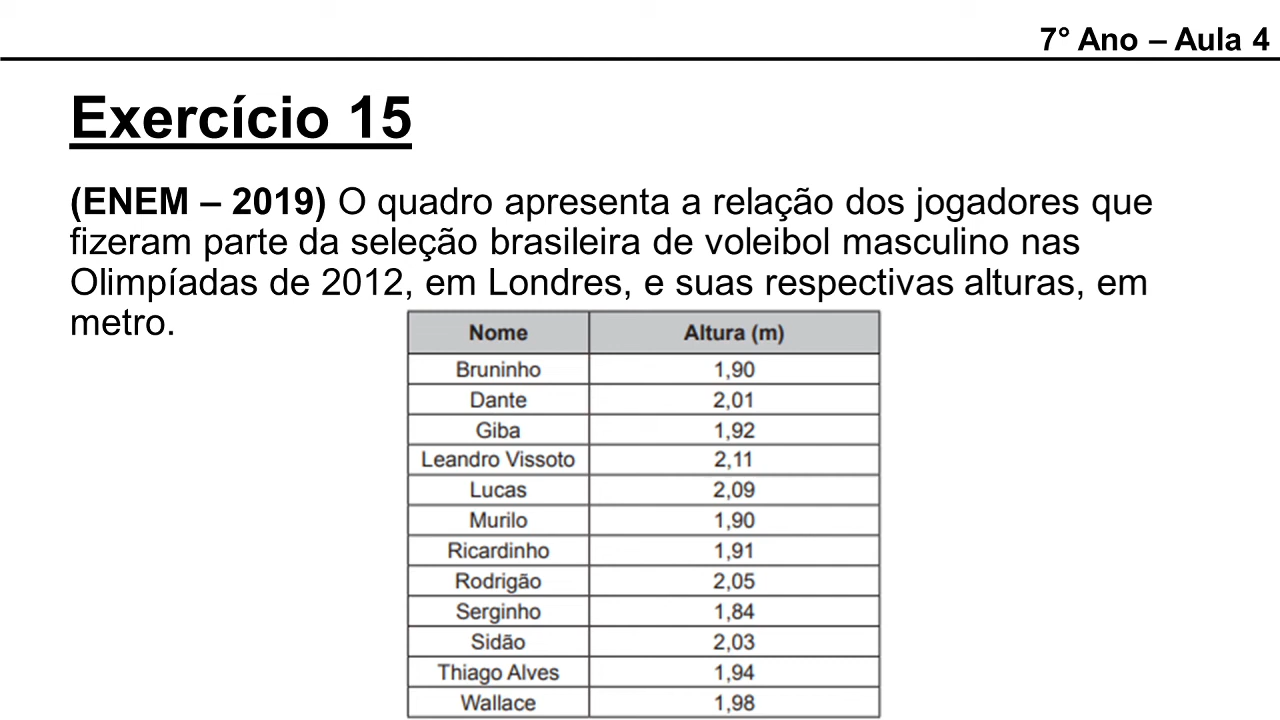 7° Ano – Aula 4
Exercício 15
(ENEM – 2019) O quadro apresenta a relação dos jogadores que
fizeram parte da seleção brasileira de voleibol masculino nas
Olimpíadas de 2012, em Londres, e suas respectivas alturas, em
metro.
Nome Altura (m)
Bruninho 1,90
Dante 2,01
Giba 1,92
Leandro Vissoto 2,11
Lucas 2,09
Murilo 1,90
Ricardinho 1,91
Rodrigão 2,05
Serginho 1,84
Sidão 2,03
Thiago Alves 1,94
Wallace 1,98